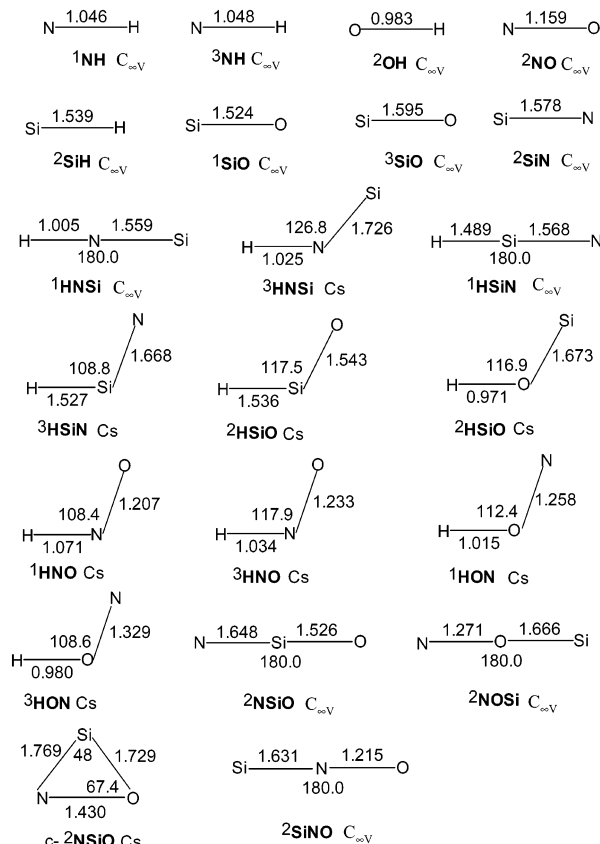 N 1.046 H
N 1.048 H
O 0.983 H
N 1.159 O
¹NH C∞V
³NH C∞V
²OH C∞V
²NO C∞V
Si 1.539 H
Si 1.524 O
Si 1.595 O
Si 1.578 N
²SiH C∞V
¹SiO C∞V
³SiO C∞V
²SiN C∞V
H 1.005 N 1.559 Si
180.0
¹HNSi C∞V
Si
126.8
1.726
H N
1.025
³HNSi Cs
H 1.489 Si 1.568 N
180.0
¹HSiN C∞V
N
108.8
1.668
H Si
1.527
³HSiN Cs
O
117.5
1.543
H Si
1.536
²HSiO Cs
Si
116.9
1.673
H O
0.971
²HSiO Cs
O
108.4
1.207
H N
1.071
¹HNO Cs
O
117.9
1.233
H N
1.034
³HNO Cs
N
112.4
1.258
H O
1.015
¹HON Cs
N
108.6
1.329
H O
0.980
³HON Cs
N 1.648 Si 1.526 O
180.0
²NSiO C∞V
N 1.271 O 1.666 Si
180.0
²NOSi C∞V
Si
1.769 48 1.729
67.4
N O
1.430
c- ²NSiO Cs
Si 1.631 N 1.215 O
180.0
²SiNO C∞V